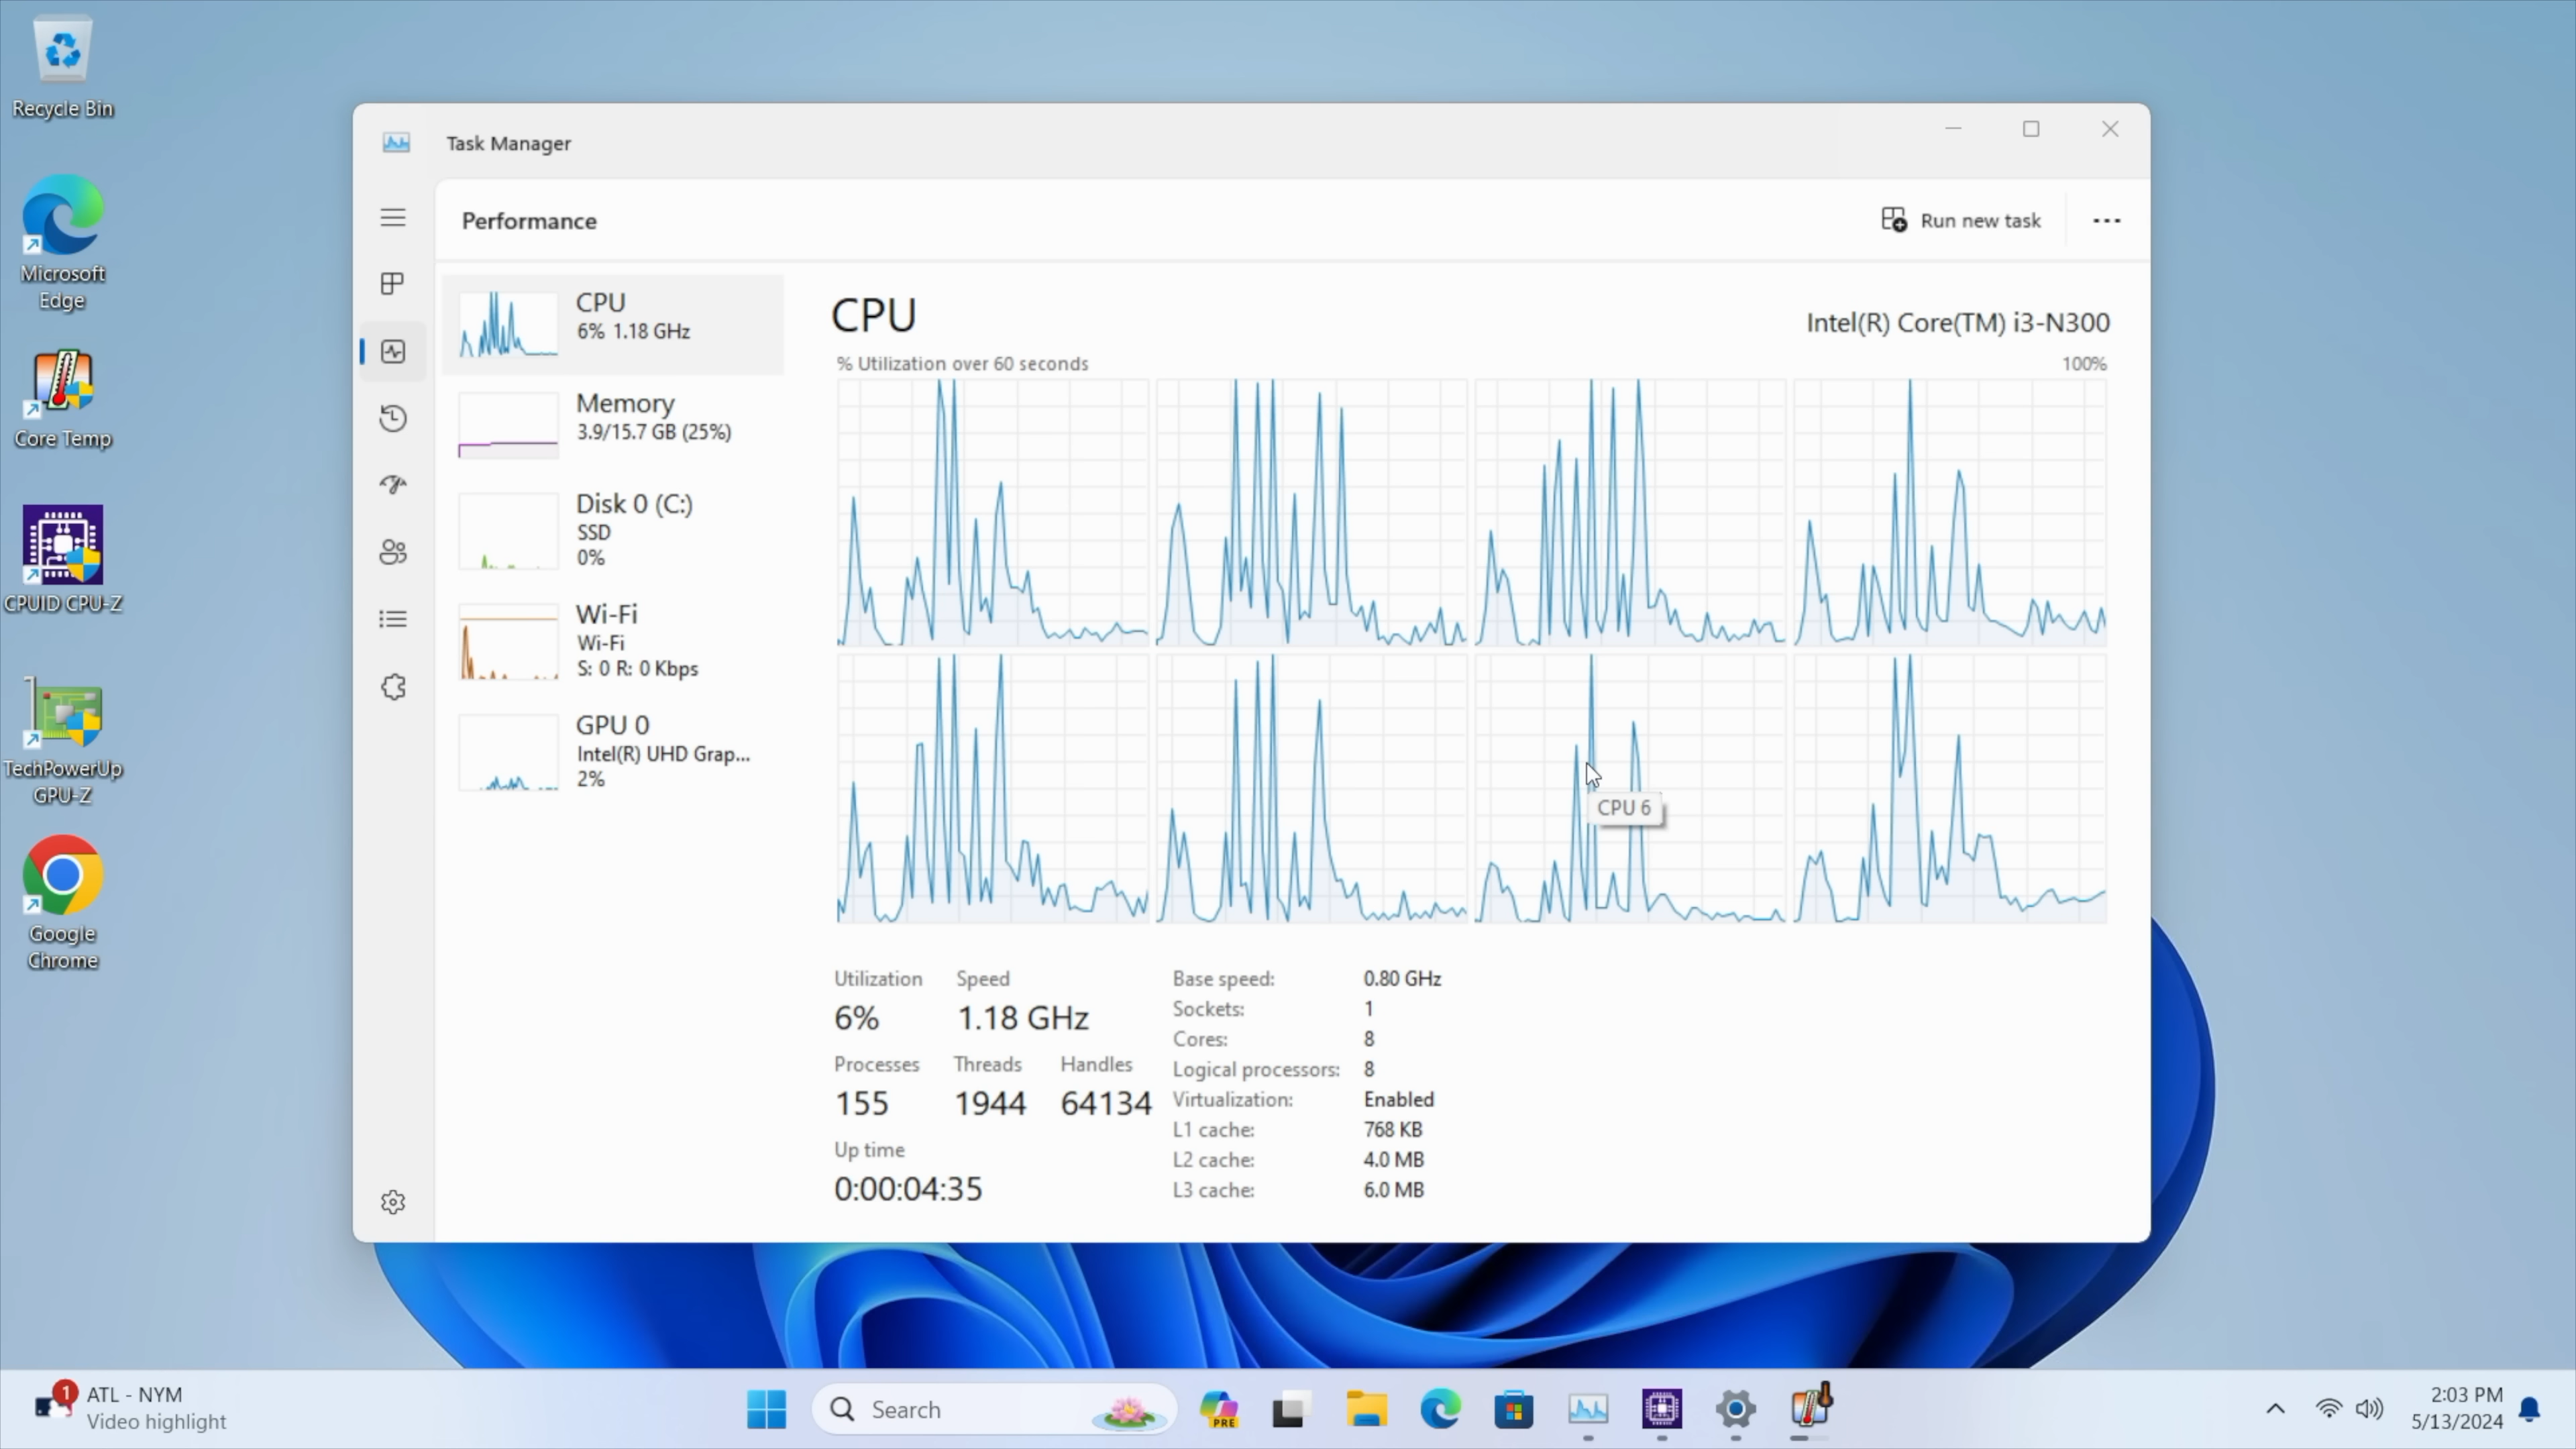 Recycle Bin
Microsoft
Edge
Core Temp
CPUID CPU-Z
TechPowerUp
GPU-Z
Google
Chrome
Task Manager
Performance
Run new task
CPU
6% 1.18 GHz
Memory
3.9/15.7 GB (25%)
Disk 0 (C:)
SSD
0%
Wi-Fi
Wi-Fi
S: 0 R: 0 Kbps
GPU 0
Intel(R) UHD Grap...
2%
CPU
Intel(R) Core(TM) i3-N300
% Utilization over 60 seconds
100%
CPU 6
Utilization
Speed
6%
1.18 GHz
Processes
Threads
Handles
155
1944
64134
Up time
0:00:04:35
Base speed: 0.80 GHz
Sockets: 1
Cores: 8
Logical processors: 8
Virtualization: Enabled
L1 cache: 768 KB
L2 cache: 4.0 MB
L3 cache: 6.0 MB
1
ATL - NYM
Video highlight
Search
PRE
2:03 PM
5/13/2024